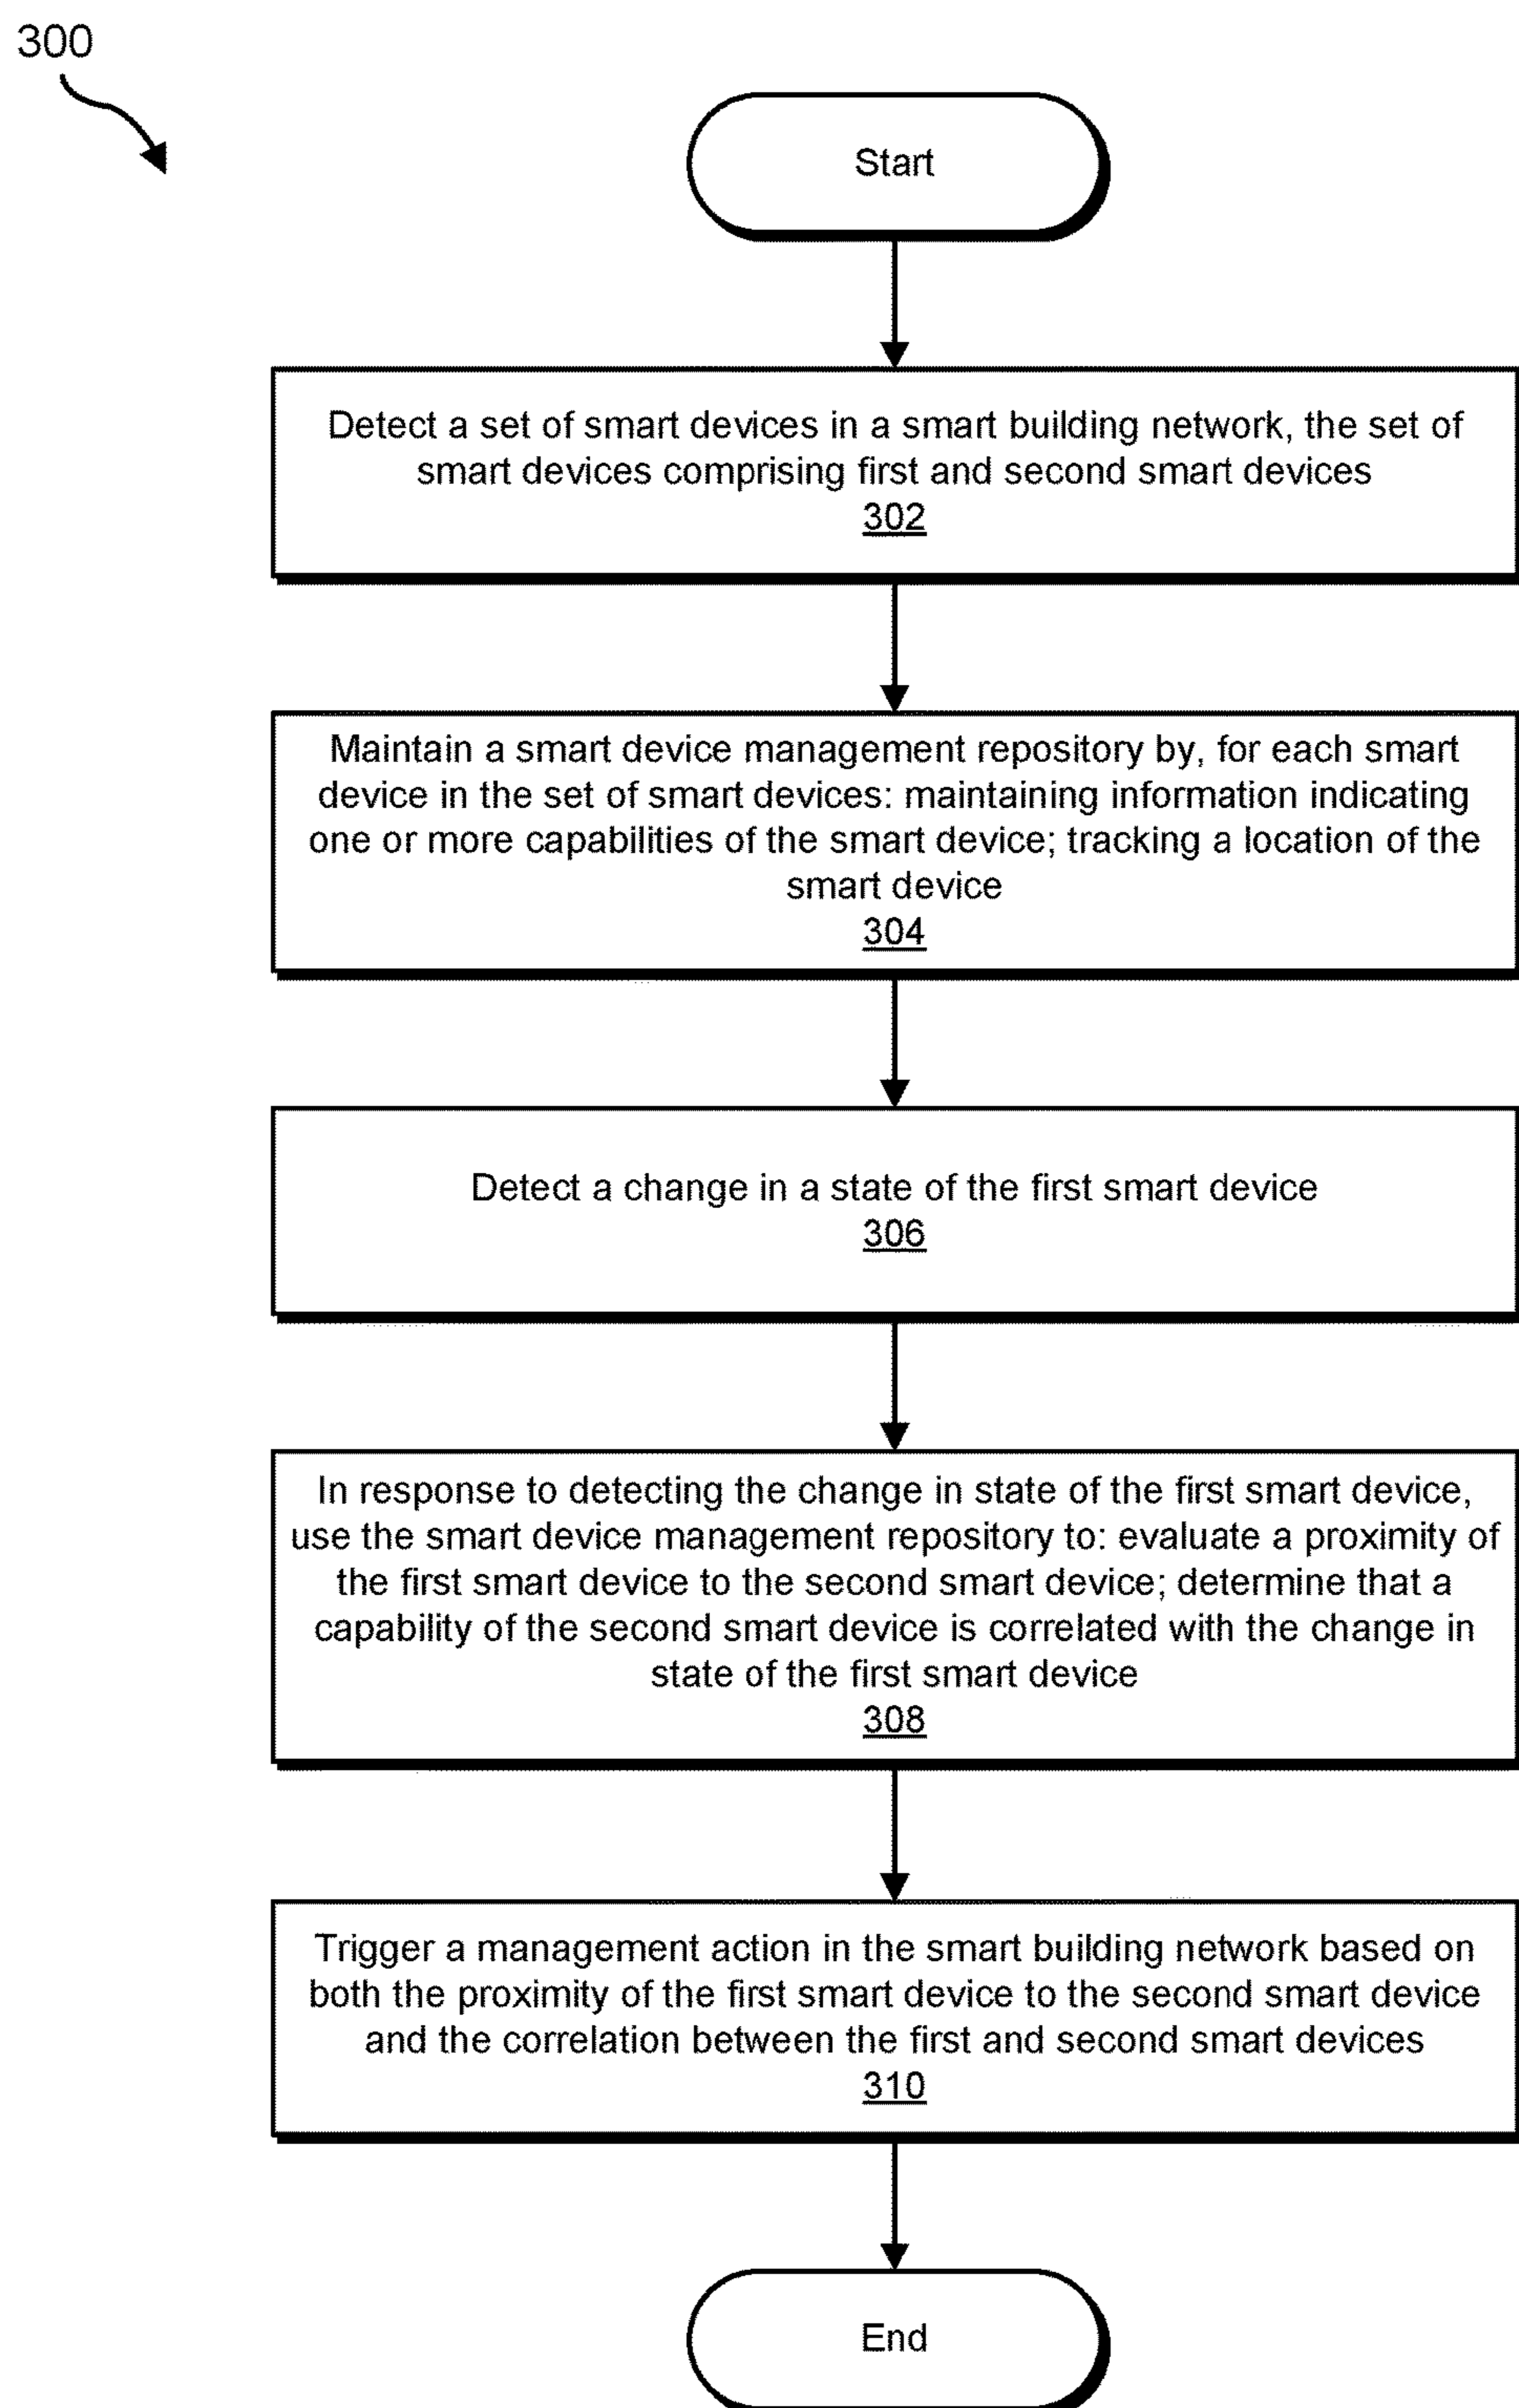 300
Start
Detect a set of smart devices in a smart building network, the set of
smart devices comprising first and second smart devices
302
Maintain a smart device management repository by, for each smart
device in the set of smart devices: maintaining information indicating
one or more capabilities of the smart device; tracking a location of the
smart device
304
Detect a change in a state of the first smart device
306
In response to detecting the change in state of the first smart device,
use the smart device management repository to: evaluate a proximity of
the first smart device to the second smart device; determine that a
capability of the second smart device is correlated with the change in
state of the first smart device
308
Trigger a management action in the smart building network based on
both the proximity of the first smart device to the second smart device
and the correlation between the first and second smart devices
310
End